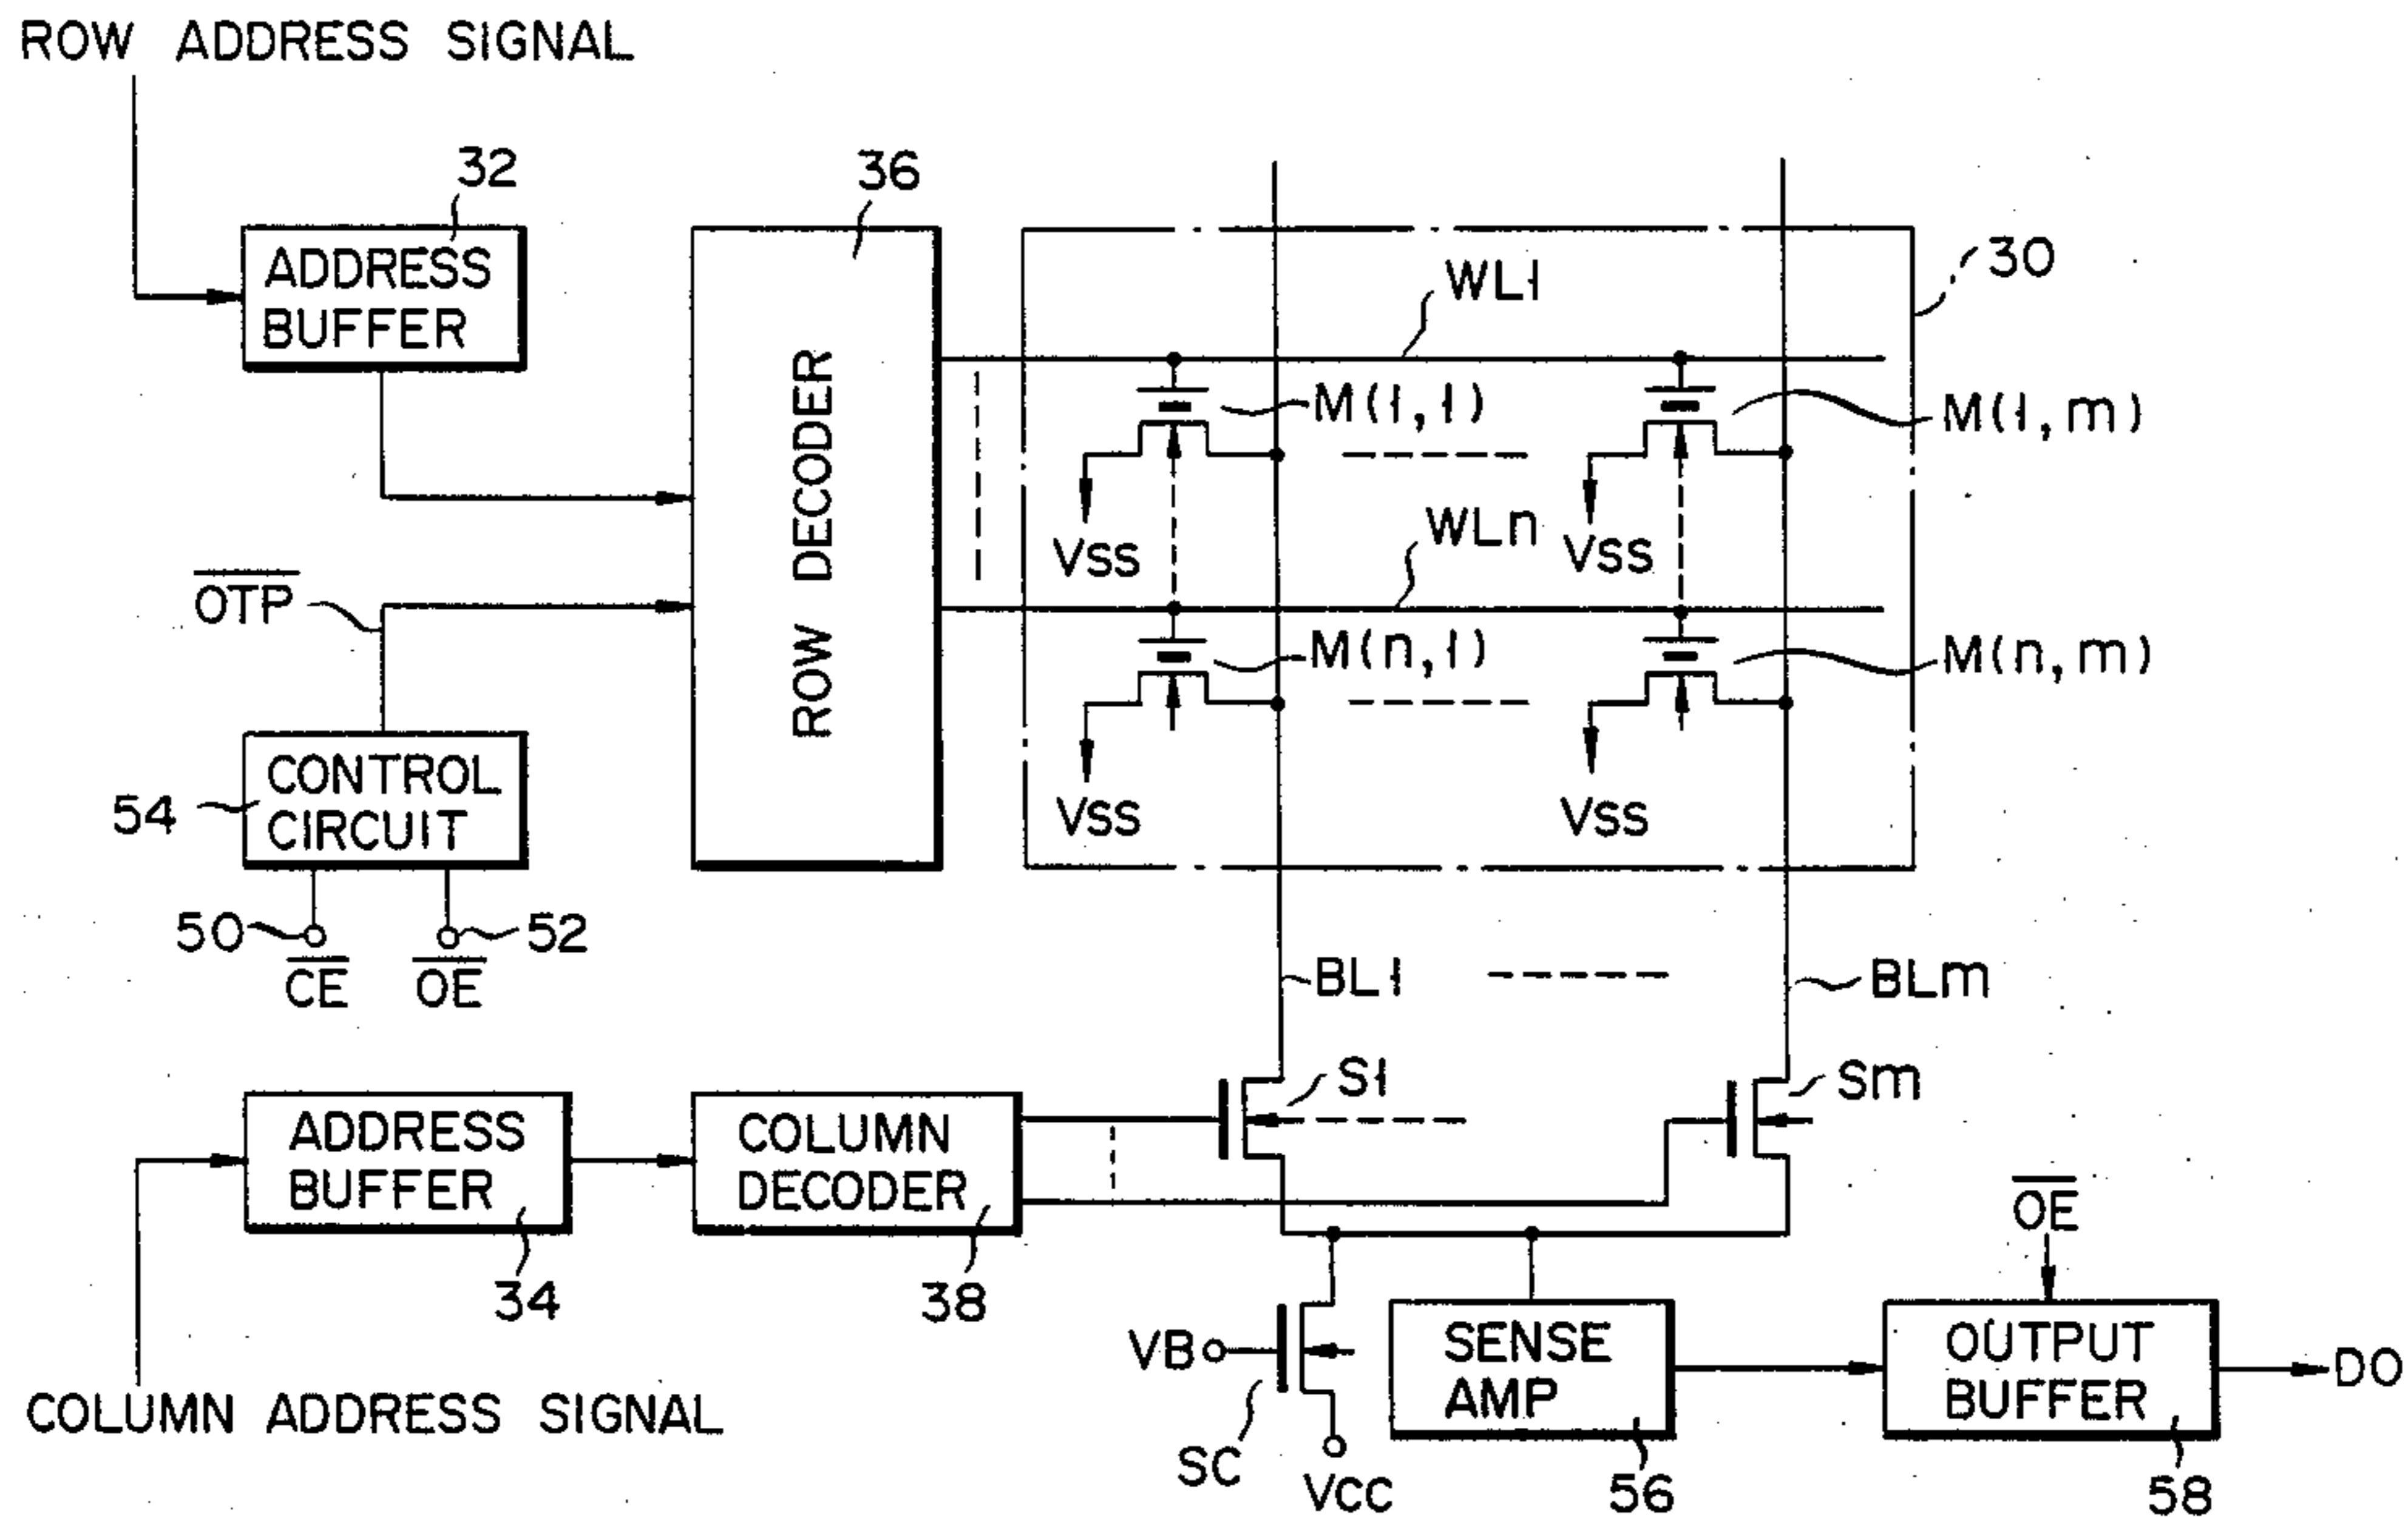 ROW ADDRESS SIGNAL
32
36
ADDRESS
BUFFER
30
WL1
ROW DECODER
M(1,1)
M(1,m)
VSS
VSS
WLn
OTP
M(n,1)
M(n,m)
CONTROL
CIRCUIT
54
VSS
VSS
50
52
CE
OE
BL1
BLm
S1
Sm
ADDRESS
BUFFER
COLUMN
DECODER
OE
34
38
VB
SENSE
AMP
OUTPUT
BUFFER
DO
COLUMN ADDRESS SIGNAL
SC
VCC
56
58